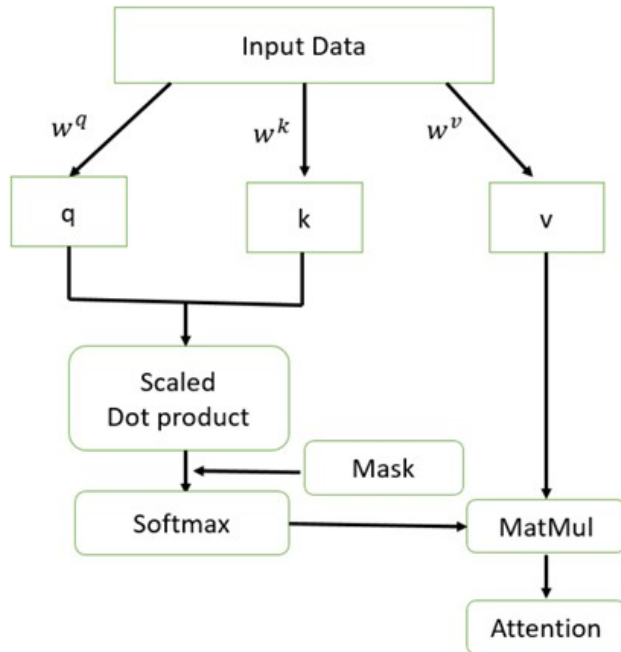 Input Data
w^q
w^k
w^v
q
k
v
Scaled
Dot product
Mask
Softmax
MatMul
Attention